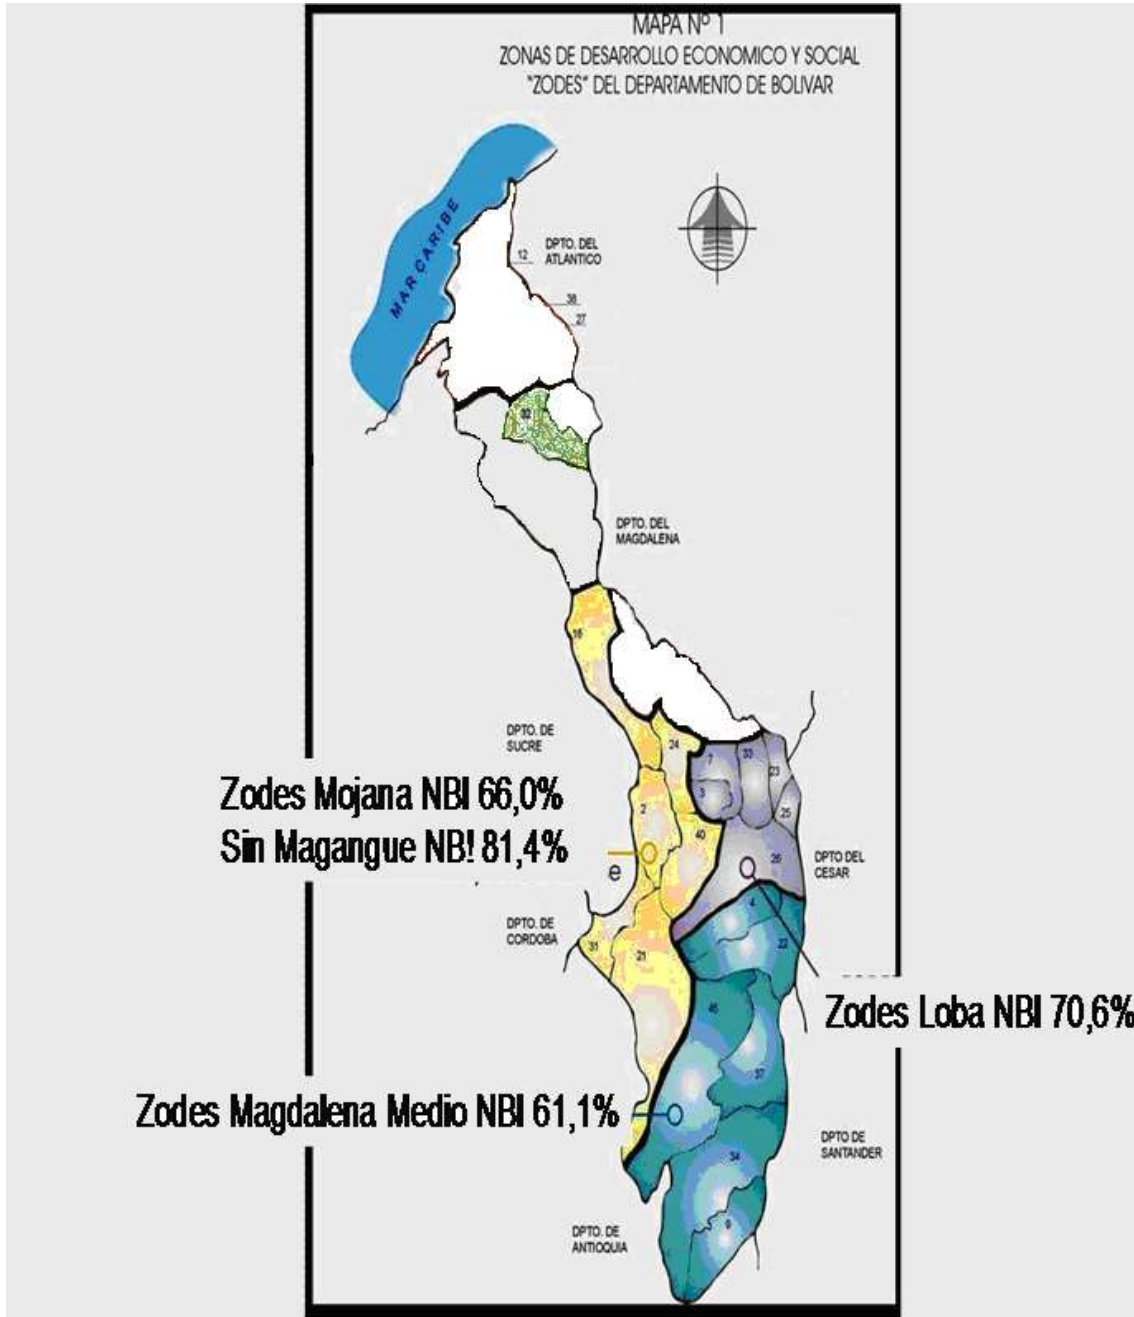 MAPA Nº 1
ZONAS DE DESARROLLO ECONOMICO Y SOCIAL
"ZODES" DEL DEPARTAMENTO DE BOLIVAR
MAR CARIBE
12
DPTO. DEL
ATLANTICO
38
27
DPTO. DEL
MAGDALENA
DPTO. DE
SUCRE
24
7
33
23
Zodes Mojana NBI 66,0%
3
2
25
Sin Magangue NB! 81,4%
40
26
e
DPTO DEL
CESAR
4
DPTO. DE
CORDOBA
31
21
22
Zodes Loba NBI 70,6%
37
Zodes Magdalena Medio NBI 61,1%
DPTO DE
SANTANDER
34
9
DPTO. DE
ANTIOQUIA